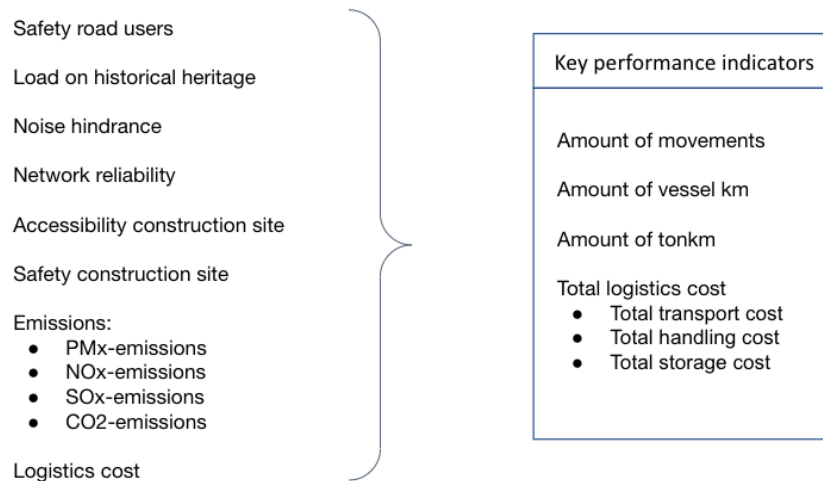 Safety road users
Load on historical heritage
Noise hindrance
Network reliability
Accessibility construction site
Safety construction site
Emissions:
● PMx-emissions
● NOx-emissions
● SOx-emissions
● CO2-emissions
Logistics cost
Key performance indicators
Amount of movements
Amount of vessel km
Amount of tonkm
Total logistics cost
● Total transport cost
● Total handling cost
● Total storage cost